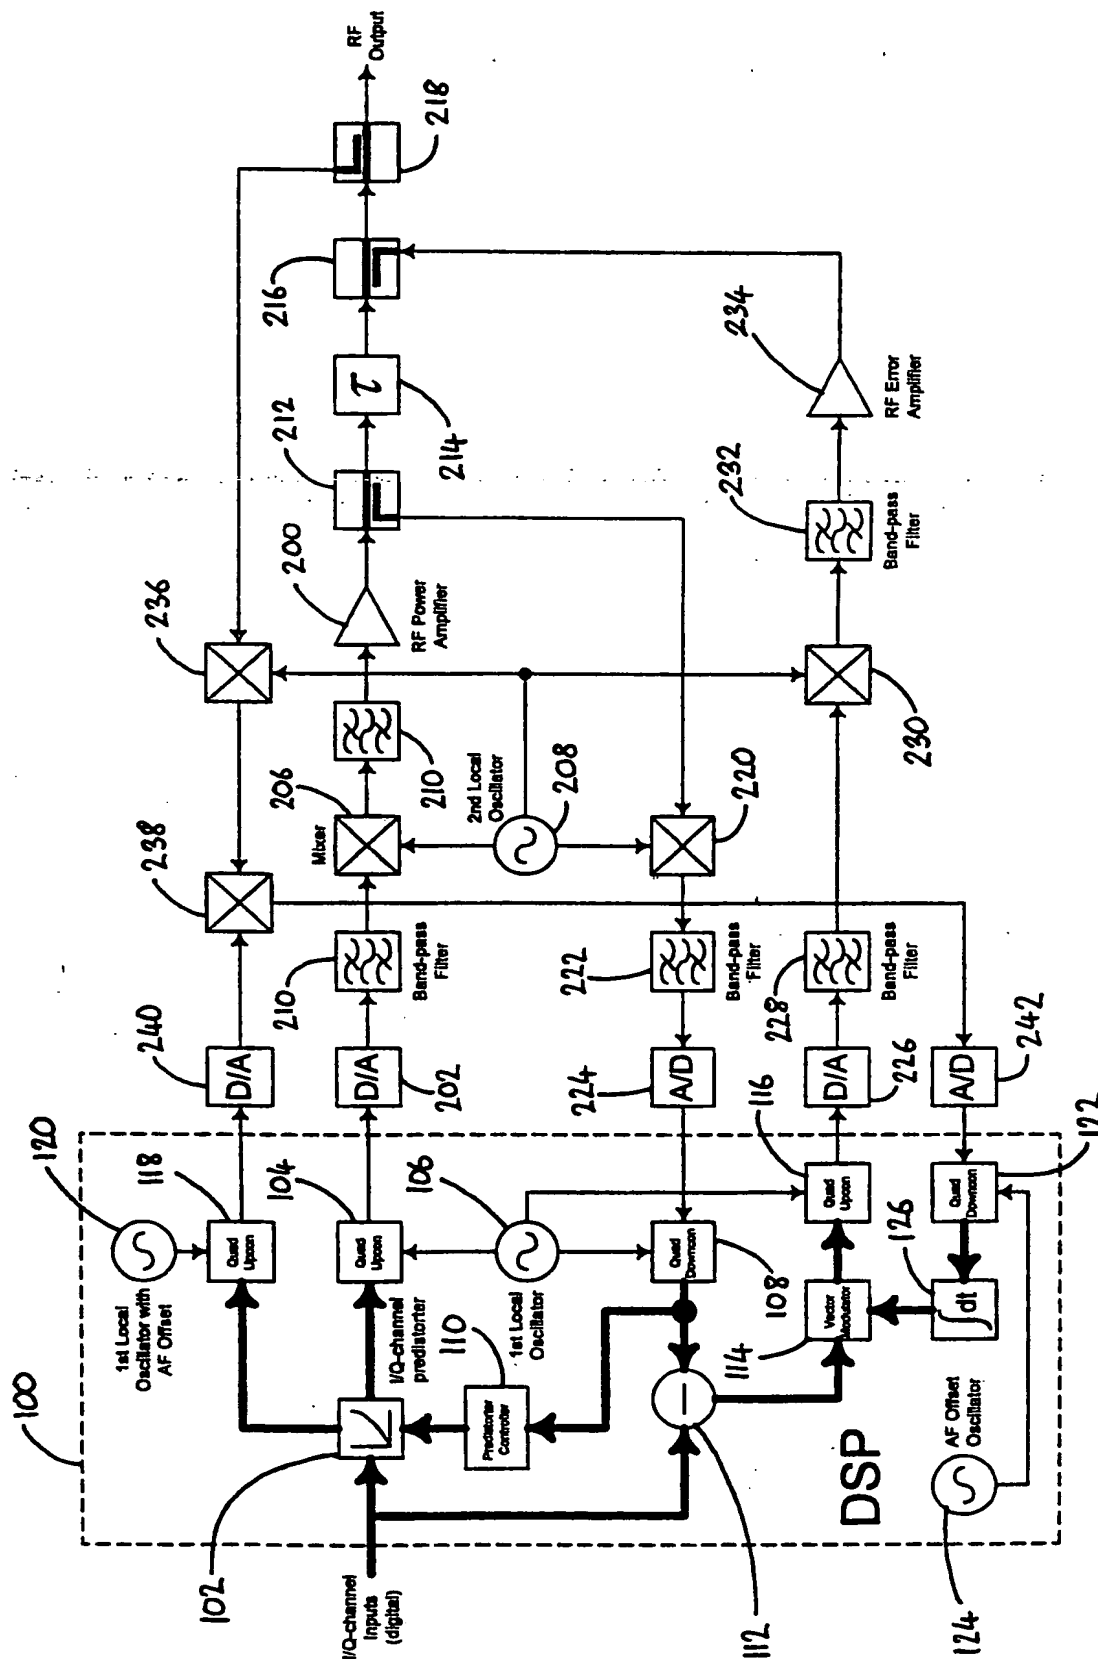 100
120
1st Local
Oscillator with
AF Offset
118
Quad
Upcon
240
D/A
238
236
102
I/Q-channel
Inputs
(digital)
I/Q-channel
predistorter
104
Quad
Upcon
202
D/A
210
Band-pass
Filter
206
Mixer
210
200
RF Power
Amplifier
212
214
τ
216
218
RF
Output
110
Predistorter
Controller
106
1st Local
Oscillator
2nd Local
Oscillator
208
112
108
Quad
Downcon
224
A/D
222
Band-pass
Filter
220
DSP
114
Vector
Modulator
116
Quad
Upcon
226
D/A
228
Band-pass
Filter
230
232
Band-pass
Filter
234
RF Error
Amplifier
124
AF Offset
Oscillator
126
∫dt
122
Quad
Downcon
242
A/D